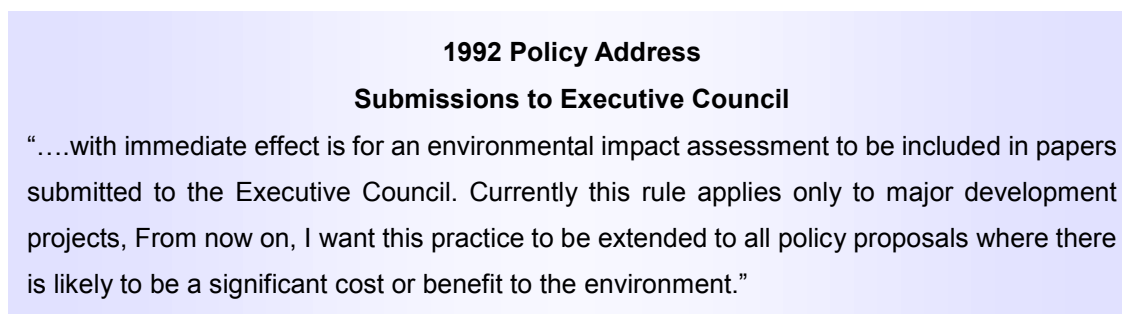 1992 Policy Address
Submissions to Executive Council
“….with immediate effect is for an environmental impact assessment to be included in papers
submitted to the Executive Council. Currently this rule applies only to major development
projects, From now on, I want this practice to be extended to all policy proposals where there
is likely to be a significant cost or benefit to the environment.”